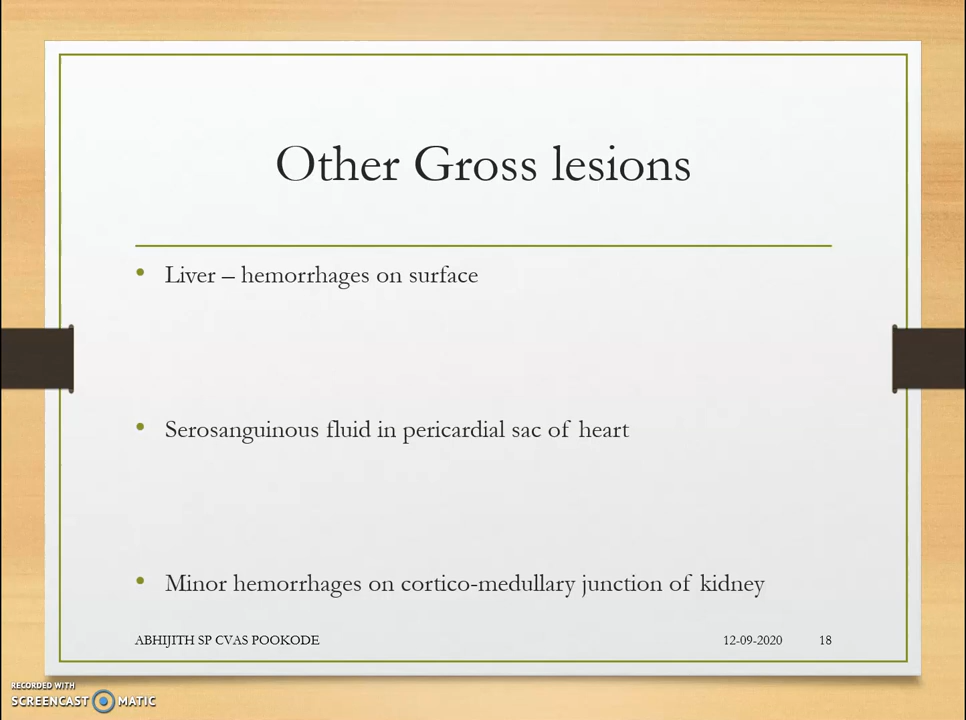 Other Gross lesions
• Liver – hemorrhages on surface
• Serosanguinous fluid in pericardial sac of heart
• Minor hemorrhages on cortico-medullary junction of kidney
ABHIJITH SP CVAS POOKODE 12-09-2020 18
RECORDED WITH
SCREENCAST MATIC